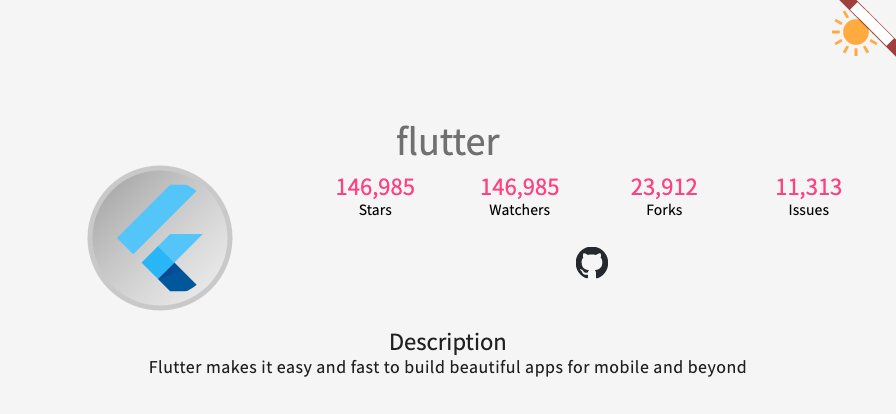 flutter
146,985 146,985 23,912 11,313
Stars Watchers Forks Issues
Description
Flutter makes it easy and fast to build beautiful apps for mobile and beyond